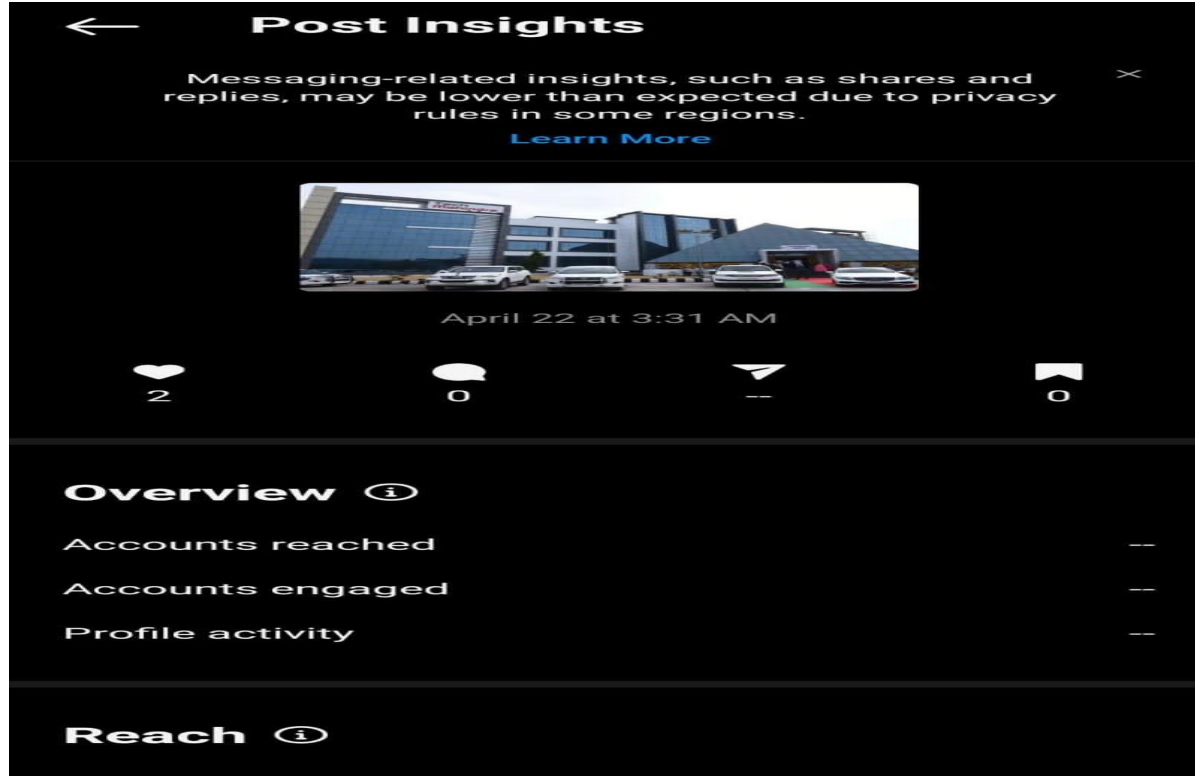 Post Insights
Messaging-related insights, such as shares and
replies, may be lower than expected due to privacy
rules in some regions.
Learn More
April 22 at 3:31 AM
2 0 -- 0
Overview
Accounts reached --
Accounts engaged --
Profile activity --
Reach